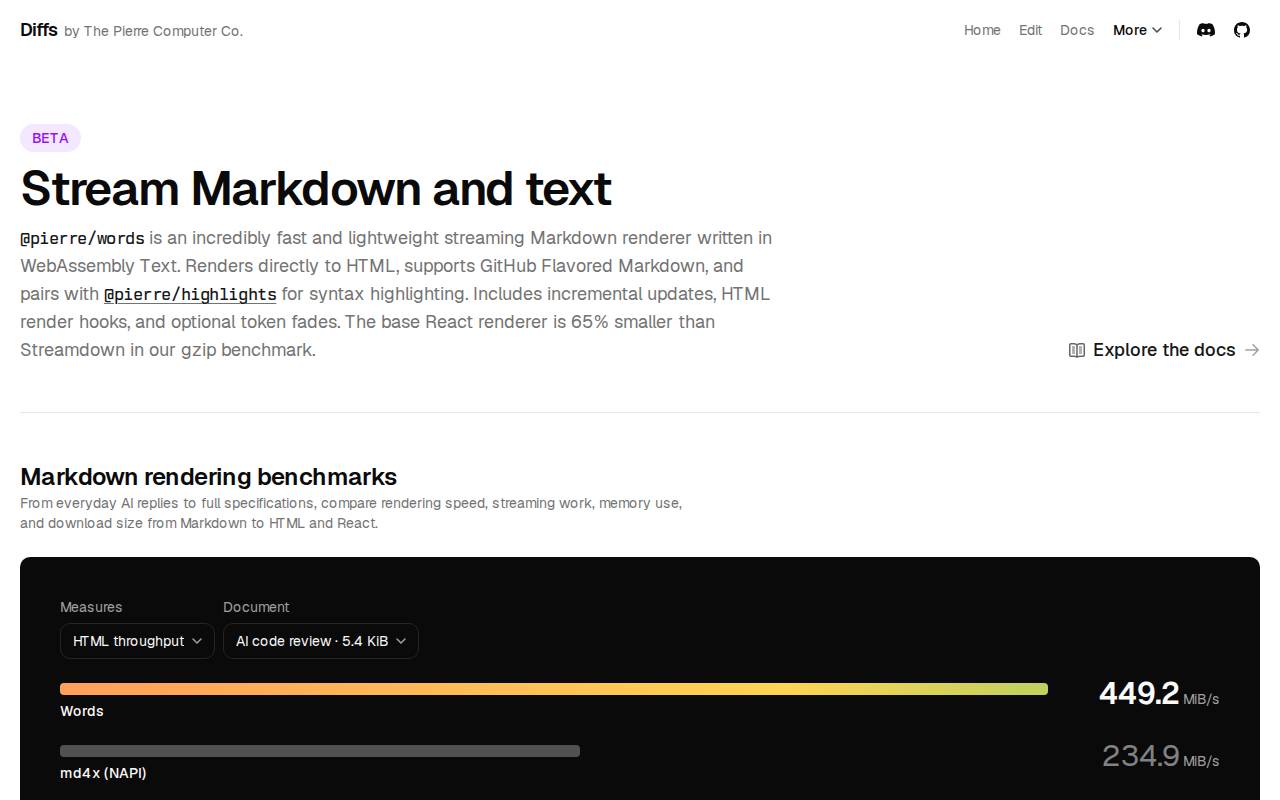 Diffs by The Pierre Computer Co.
Home Edit Docs More
BETA
Stream Markdown and text
@pierre/words is an incredibly fast and lightweight streaming Markdown renderer written in
WebAssembly Text. Renders directly to HTML, supports GitHub Flavored Markdown, and
pairs with @pierre/highlights for syntax highlighting. Includes incremental updates, HTML
render hooks, and optional token fades. The base React renderer is 65% smaller than
Streamdown in our gzip benchmark.
Explore the docs →
Markdown rendering benchmarks
From everyday AI replies to full specifications, compare rendering speed, streaming work, memory use,
and download size from Markdown to HTML and React.
Measures Document
HTML throughput AI code review · 5.4 KiB
449.2 MiB/s
Words
234.9 MiB/s
md4x (NAPI)